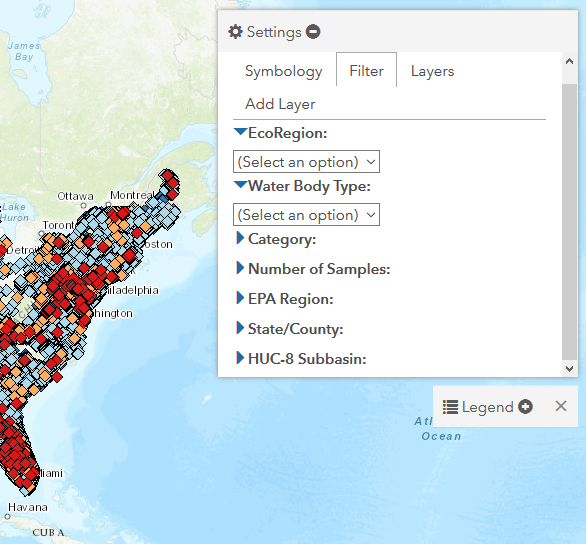 Settings
Symbology Filter Layers
Add Layer
EcoRegion:
(Select an option)
Water Body Type:
(Select an option)
Category:
Number of Samples:
EPA Region:
State/County:
HUC-8 Subbasin:
Legend
James
Bay
Ottawa
Montreal
Lake
Huron
Toront
Detroit
oston
hiladelphia
hington
iami
Havana
CUBA
Atl
Ocean